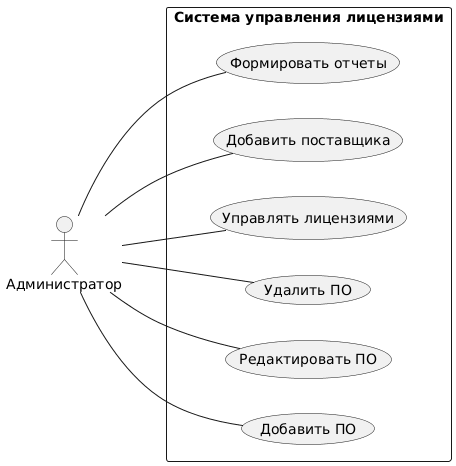 Система управления лицензиями
Формировать отчеты
Добавить поставщика
Управлять лицензиями
Администратор
Удалить ПО
Редактировать ПО
Добавить ПО